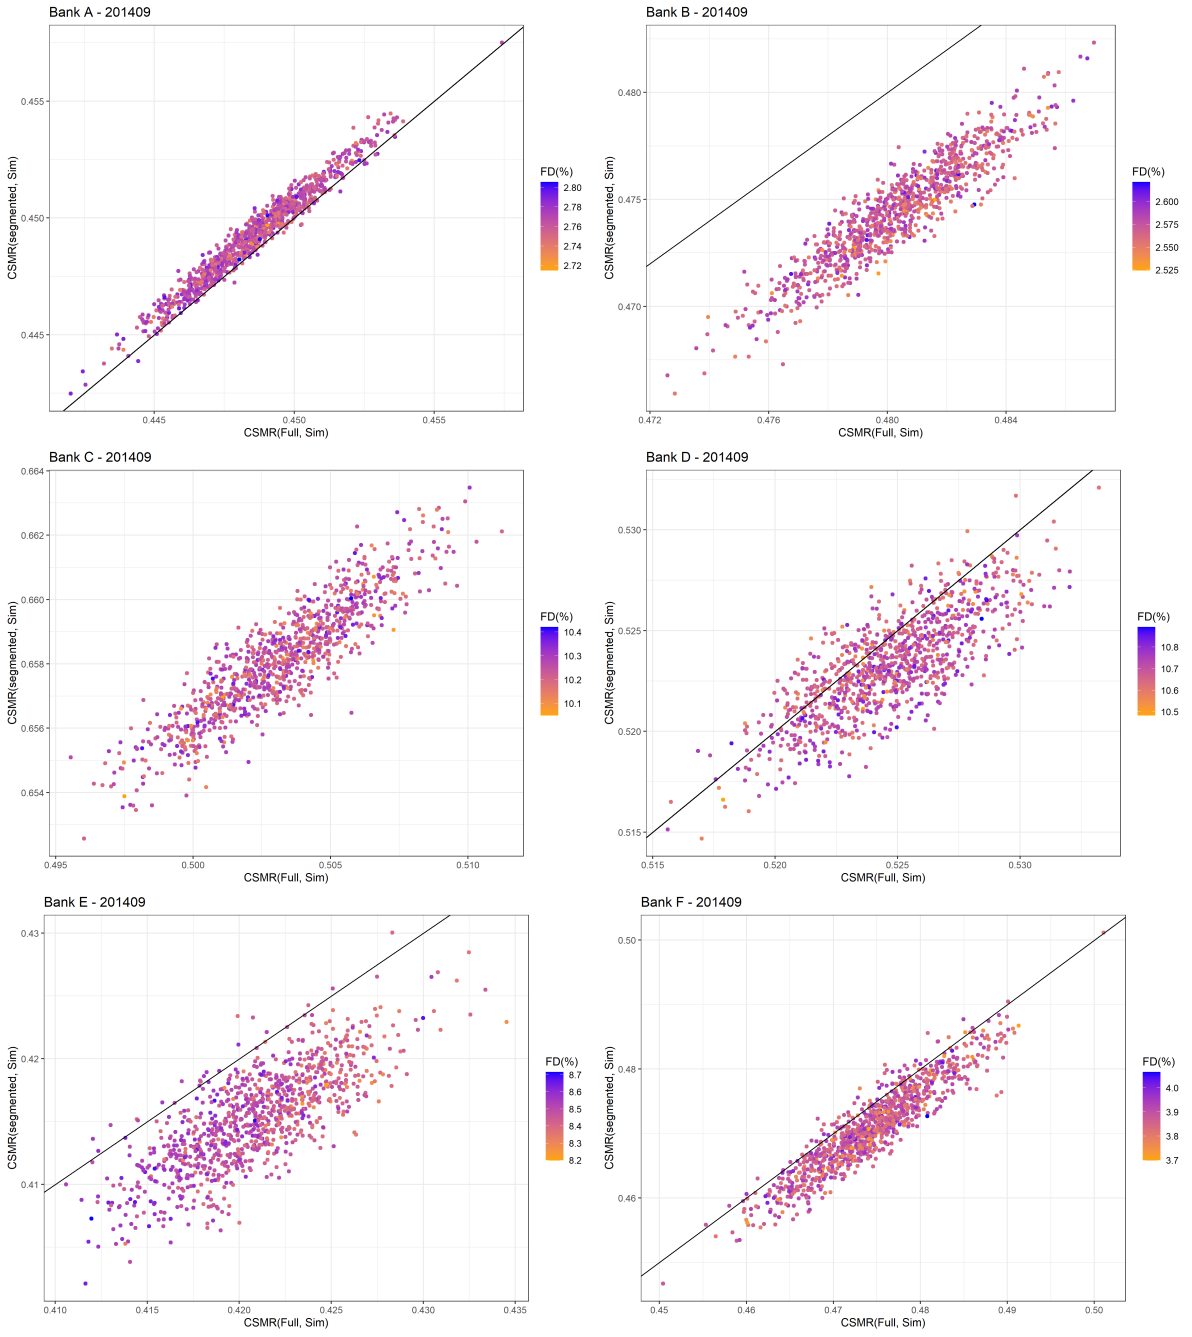 Bank A - 201409
CSMR(segmented, Sim)
0.455
0.450
0.445
0.445 0.450 0.455
CSMR(Full, Sim)
FD(%)
2.80
2.78
2.76
2.74
2.72
Bank B - 201409
CSMR(segmented, Sim)
0.480
0.475
0.470
0.472 0.476 0.480 0.484
CSMR(Full, Sim)
FD(%)
2.600
2.575
2.550
2.525
Bank C - 201409
CSMR(segmented, Sim)
0.664
0.662
0.660
0.658
0.656
0.654
0.495 0.500 0.505 0.510
CSMR(Full, Sim)
FD(%)
10.4
10.3
10.2
10.1
Bank D - 201409
CSMR(segmented, Sim)
0.530
0.525
0.520
0.515
0.515 0.520 0.525 0.530
CSMR(Full, Sim)
FD(%)
10.8
10.7
10.6
10.5
Bank E - 201409
CSMR(segmented, Sim)
0.43
0.42
0.41
0.410 0.415 0.420 0.425 0.430 0.435
CSMR(Full, Sim)
FD(%)
8.7
8.6
8.5
8.4
8.3
8.2
Bank F - 201409
CSMR(segmented, Sim)
0.50
0.48
0.46
0.45 0.46 0.47 0.48 0.49 0.50
CSMR(Full, Sim)
FD(%)
4.0
3.9
3.8
3.7